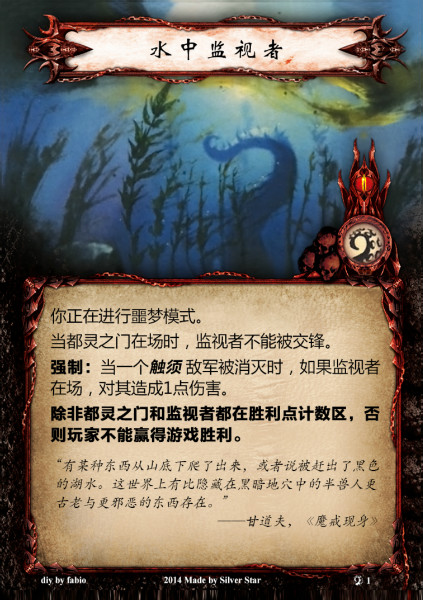 水中监视者
你正在进行噩梦模式。
当都灵之门在场时，监视者不能被交锋。
强制：当一个触须 敌军被消灭时，如果监视者
在场，对其造成1点伤害。
除非都灵之门和监视者都在胜利点计数区，否
则玩家不能赢得游戏胜利。
“有某种东西从山底下爬了出来，或者说被赶出了黑色
的湖水。这世界上有比隐藏在黑暗地穴中的半兽人更
古老与更邪恶的东西存在。”
——甘道夫，《魔戒现身》
diy by fabio
2014 Made by Silver Star
1